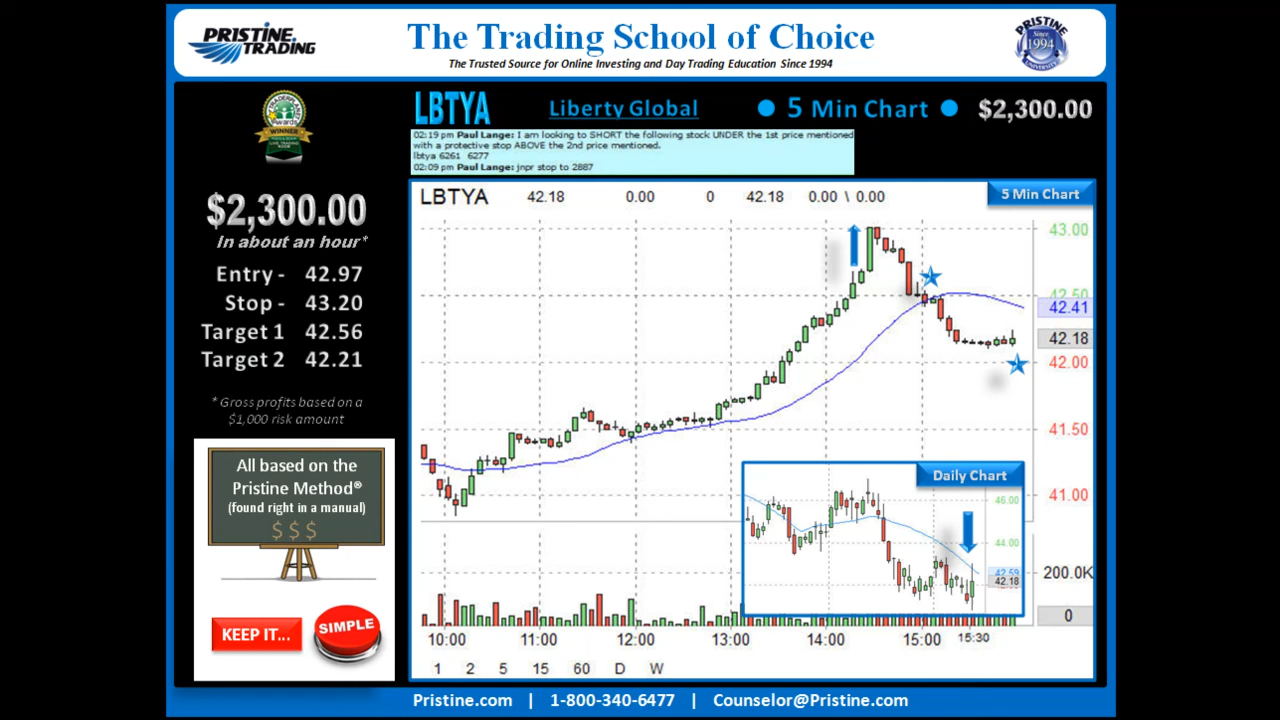 PRISTINE TRADING
The Trading School of Choice
The Trusted Source for Online Investing and Day Trading Education Since 1994
PRISTINE
Since
1994
UNIVERSITY
WINNER
LBTYA
Liberty Global
5 Min Chart
$2,300.00
02:19 pm Paul Lange: I am looking to SHORT the following stock UNDER the 1st price mentioned
with a protective stop ABOVE the 2nd price mentioned.
lbtya 6261 6277
02:09 pm Paul Lange: jnpr stop to 2887
$2,300.00
In about an hour*
Entry - 42.97
Stop - 43.20
Target 1 42.56
Target 2 42.21
* Gross profits based on a
$1,000 risk amount
All based on the
Pristine Method®
(found right in a manual)
$ $ $
KEEP IT...
SIMPLE
LBTYA 42.18 0.00 0 42.18 0.00 \ 0.00
5 Min Chart
43.00
42.50
42.41
42.18
42.00
41.50
41.00
200.0K
0
Daily Chart
46.00
44.00
42.59
42.18
10:00 11:00 12:00 13:00 14:00 15:00 15:30
1 2 5 15 60 D W
Pristine.com | 1-800-340-6477 | Counselor@Pristine.com